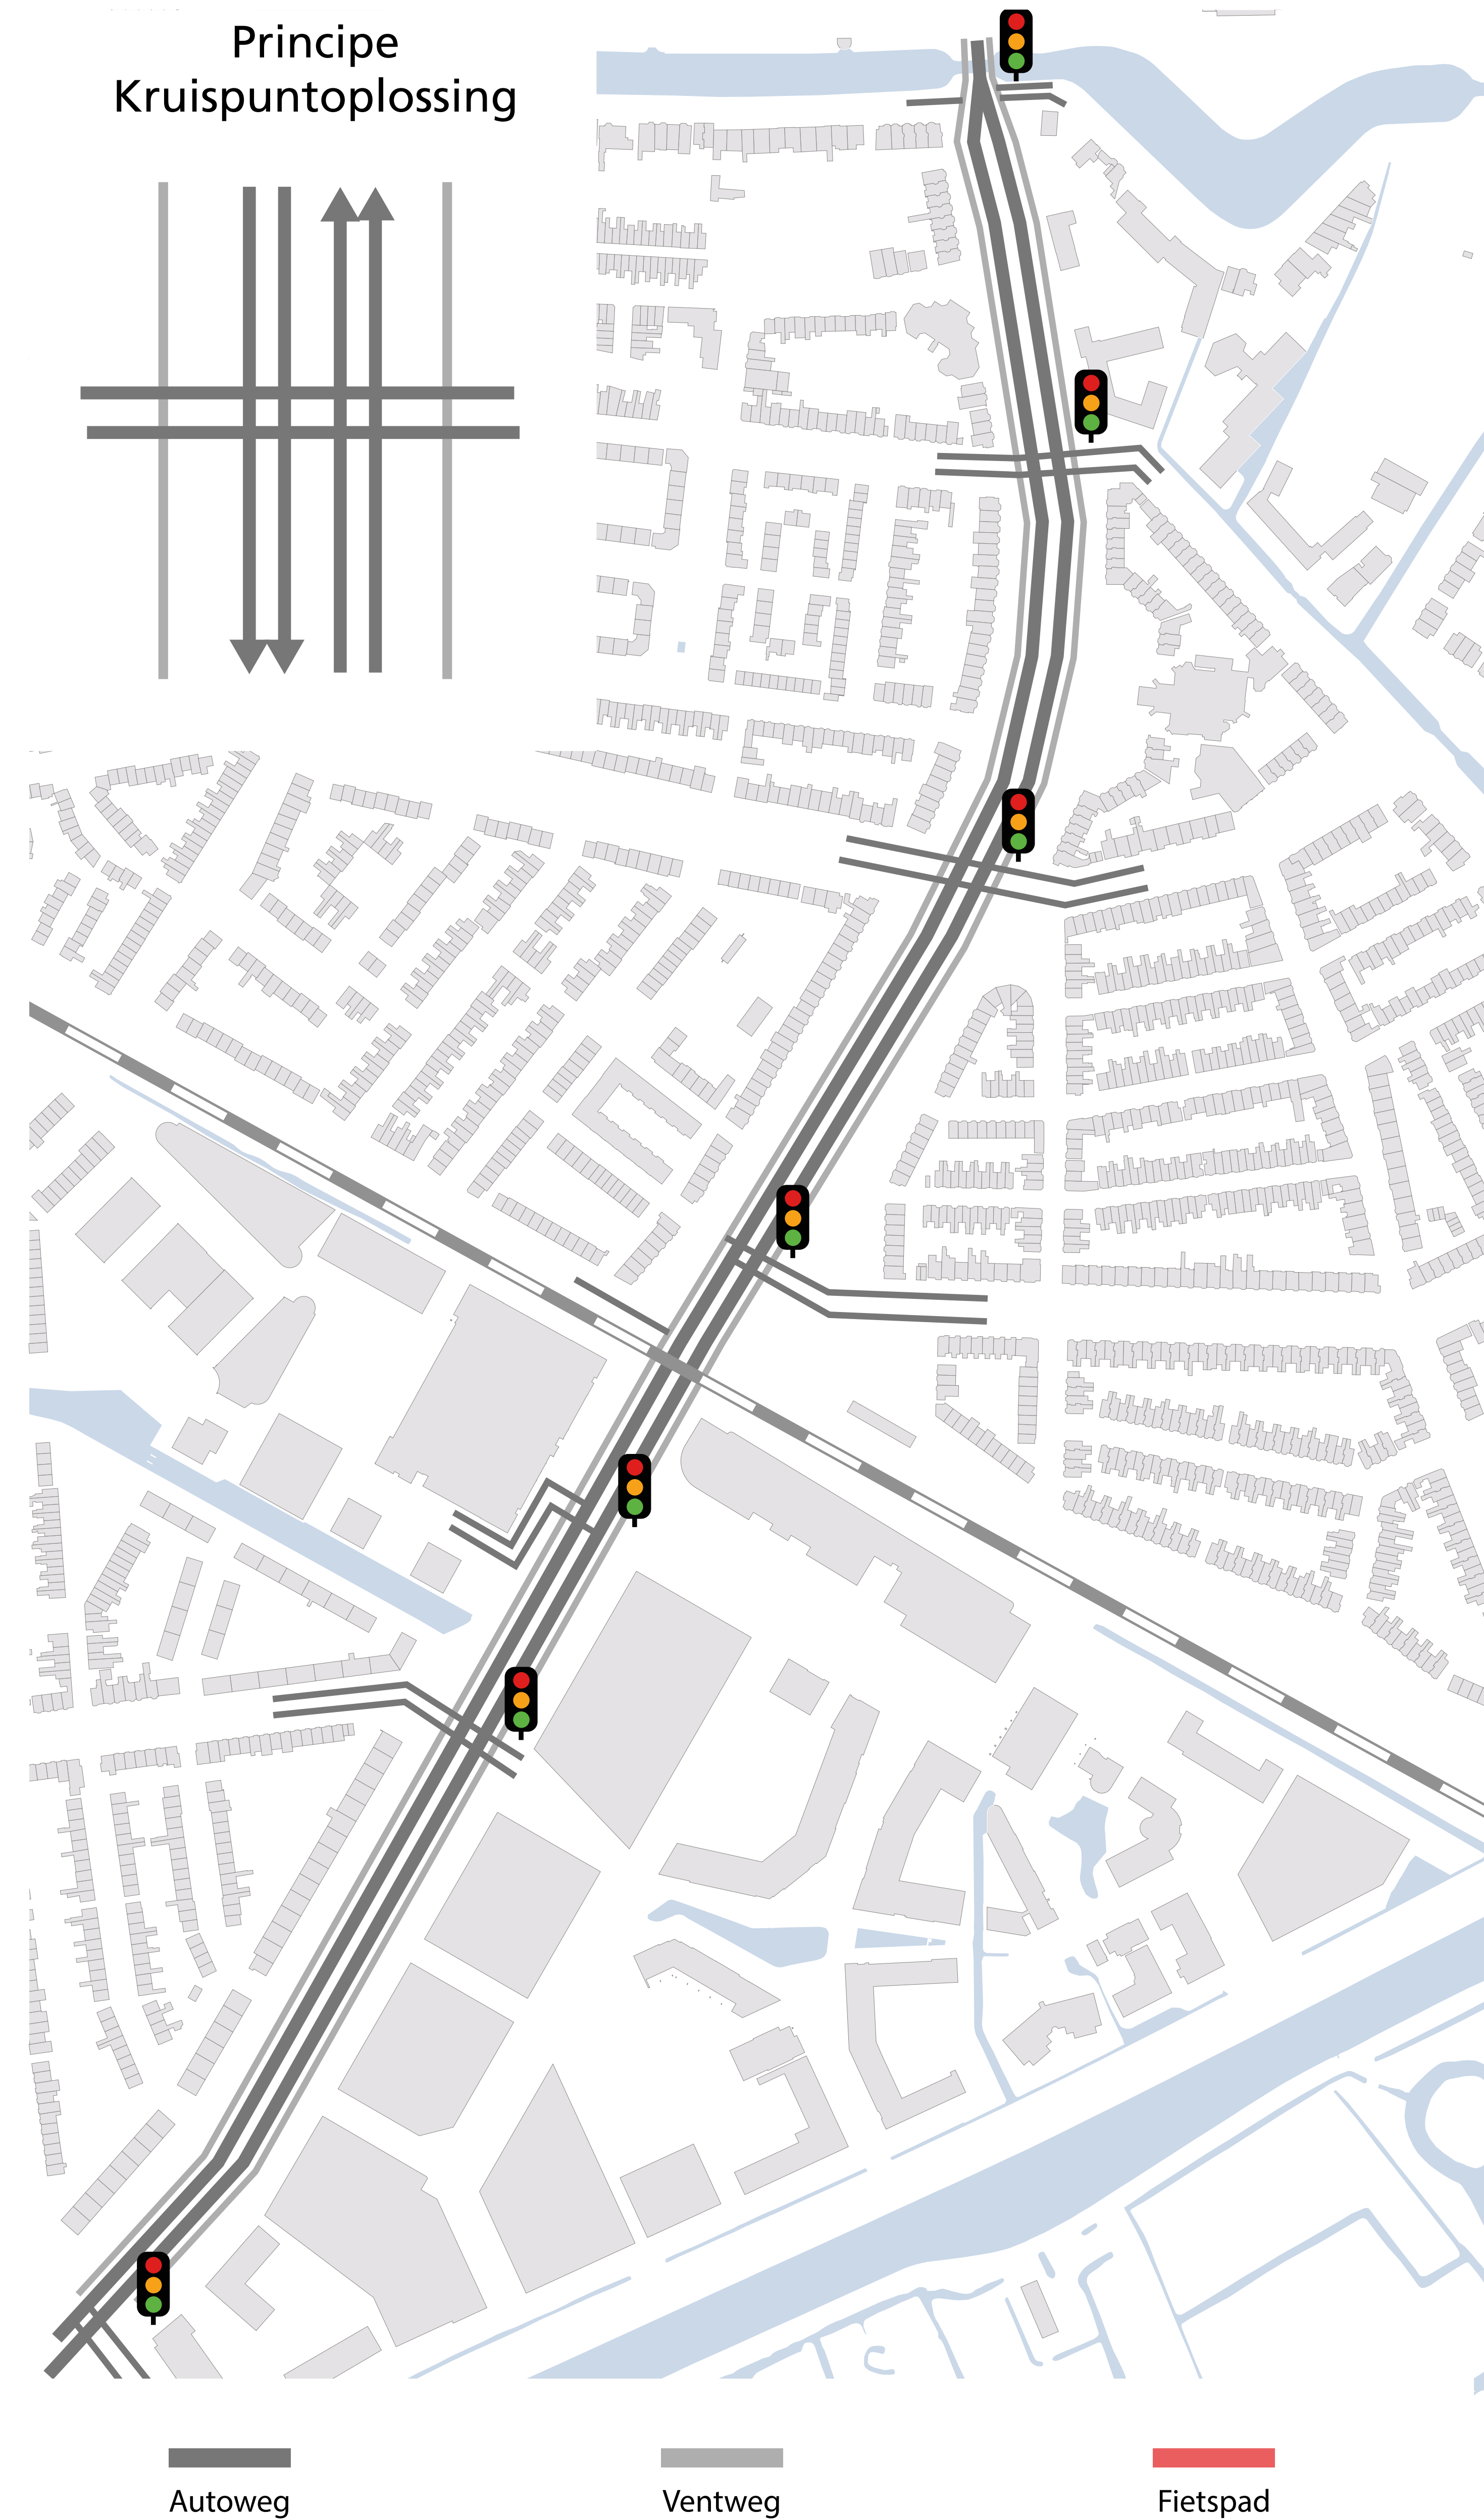 Principe
Kruispuntoplossing
Autoweg
Ventweg
Fietspad